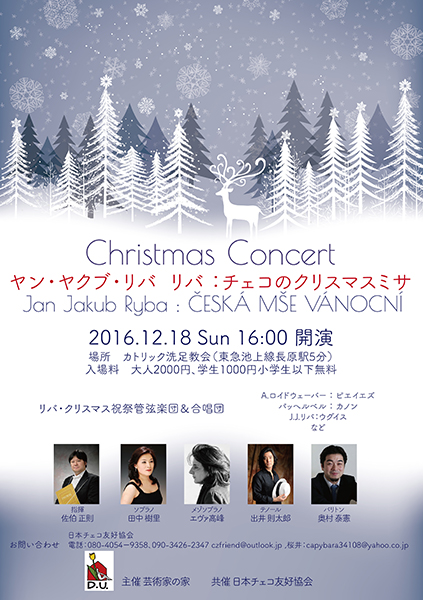 Christmas Concert
ヤン・ヤクブ・リバ リバ：チェコのクリスマスミサ
Jan Jakub Ryba : ČESKÁ MŠE VÁNOCNÍ
2016.12.18 Sun 16:00 開演
場所 カトリック洗足教会（東急池上線長原駅5分）
入場料 大人2000円、学生1000円小学生以下無料
リバ・クリスマス祝祭管弦楽団＆合唱団
A.ロイドウェーバー：ピエイエズ
パッヘルベル：カノン
J.J.リバ：ウグイス
など
指揮
佐伯 正則
ソプラノ
田中 樹里
メゾソプラノ
エヴァ高峰
テノール
出井 則太郎
バリトン
奥村 泰憲
日本チェコ友好協会
お問い合わせ 電話：080-4054-9358、090-3426-2347 czfriend@outlook.jp ,桜井：capybara34108@yahoo.co.jp
D.U.
主催 芸術家の家 共催 日本チェコ友好協会